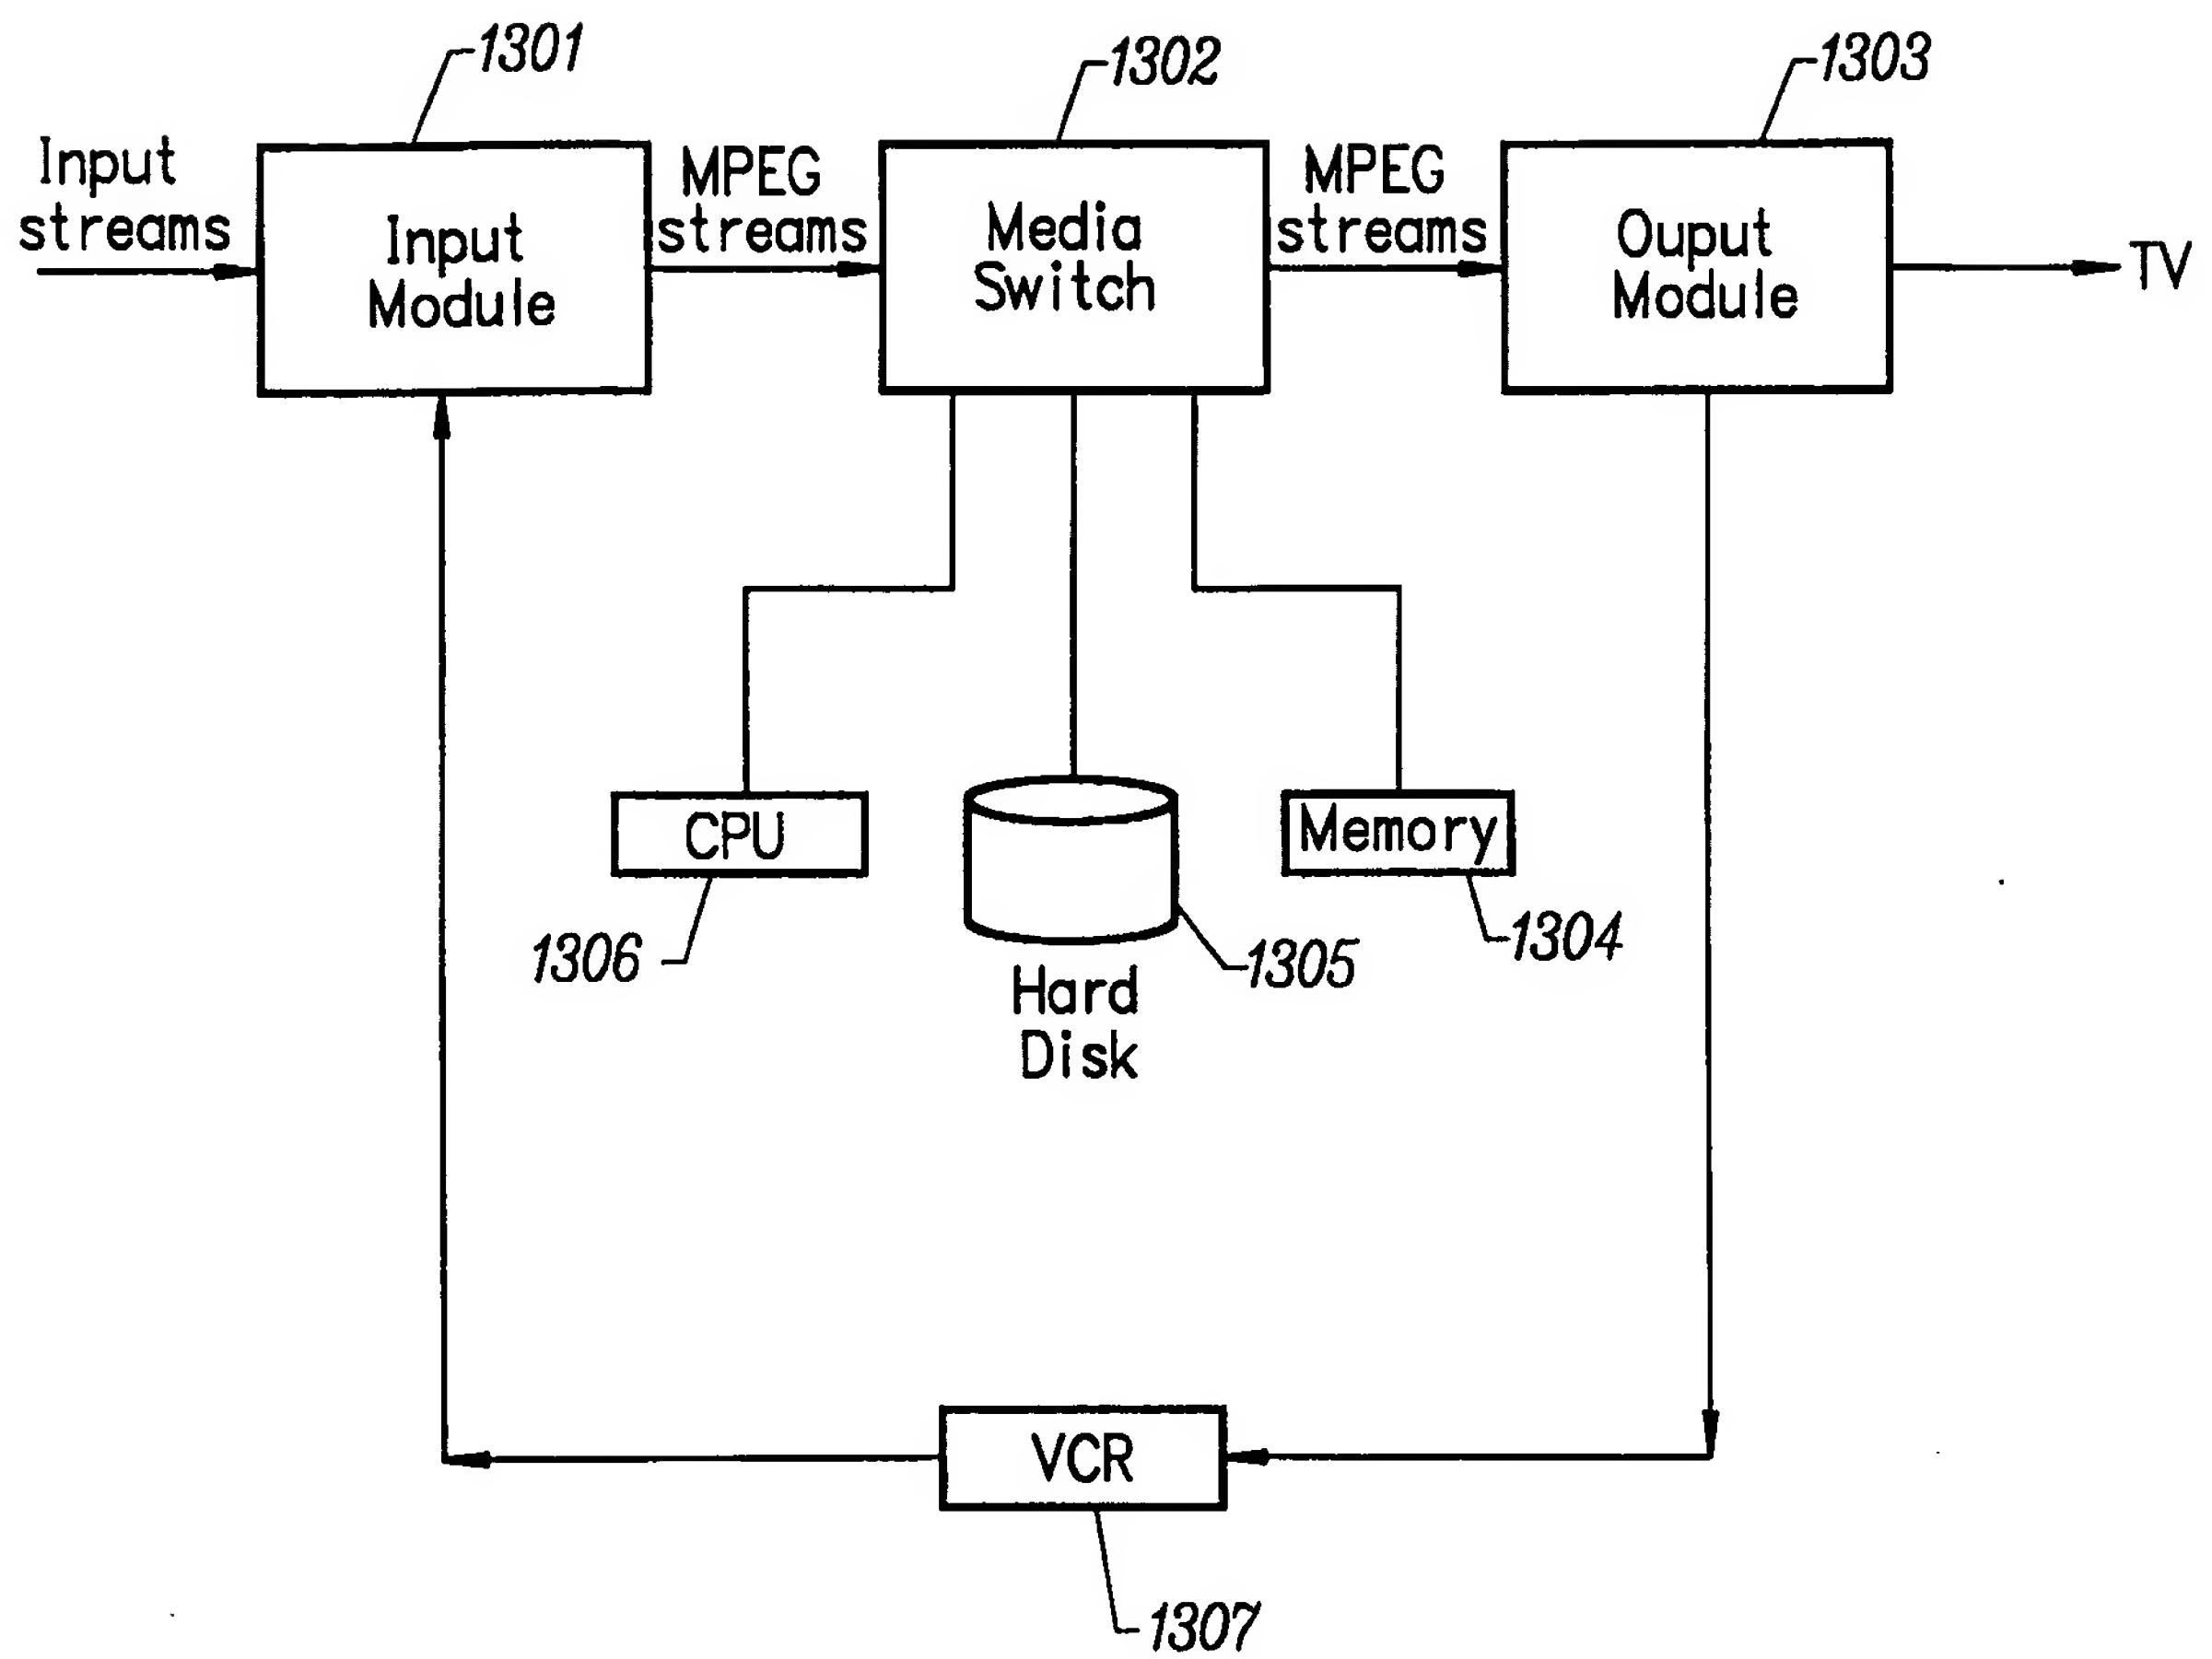 1301
1302
1303
Input
streams
Input
Module
MPEG
streams
Media
Switch
MPEG
streams
Ouput
Module
TV
CPU
1306
Hard
Disk
1305
Memory
1304
VCR
1307